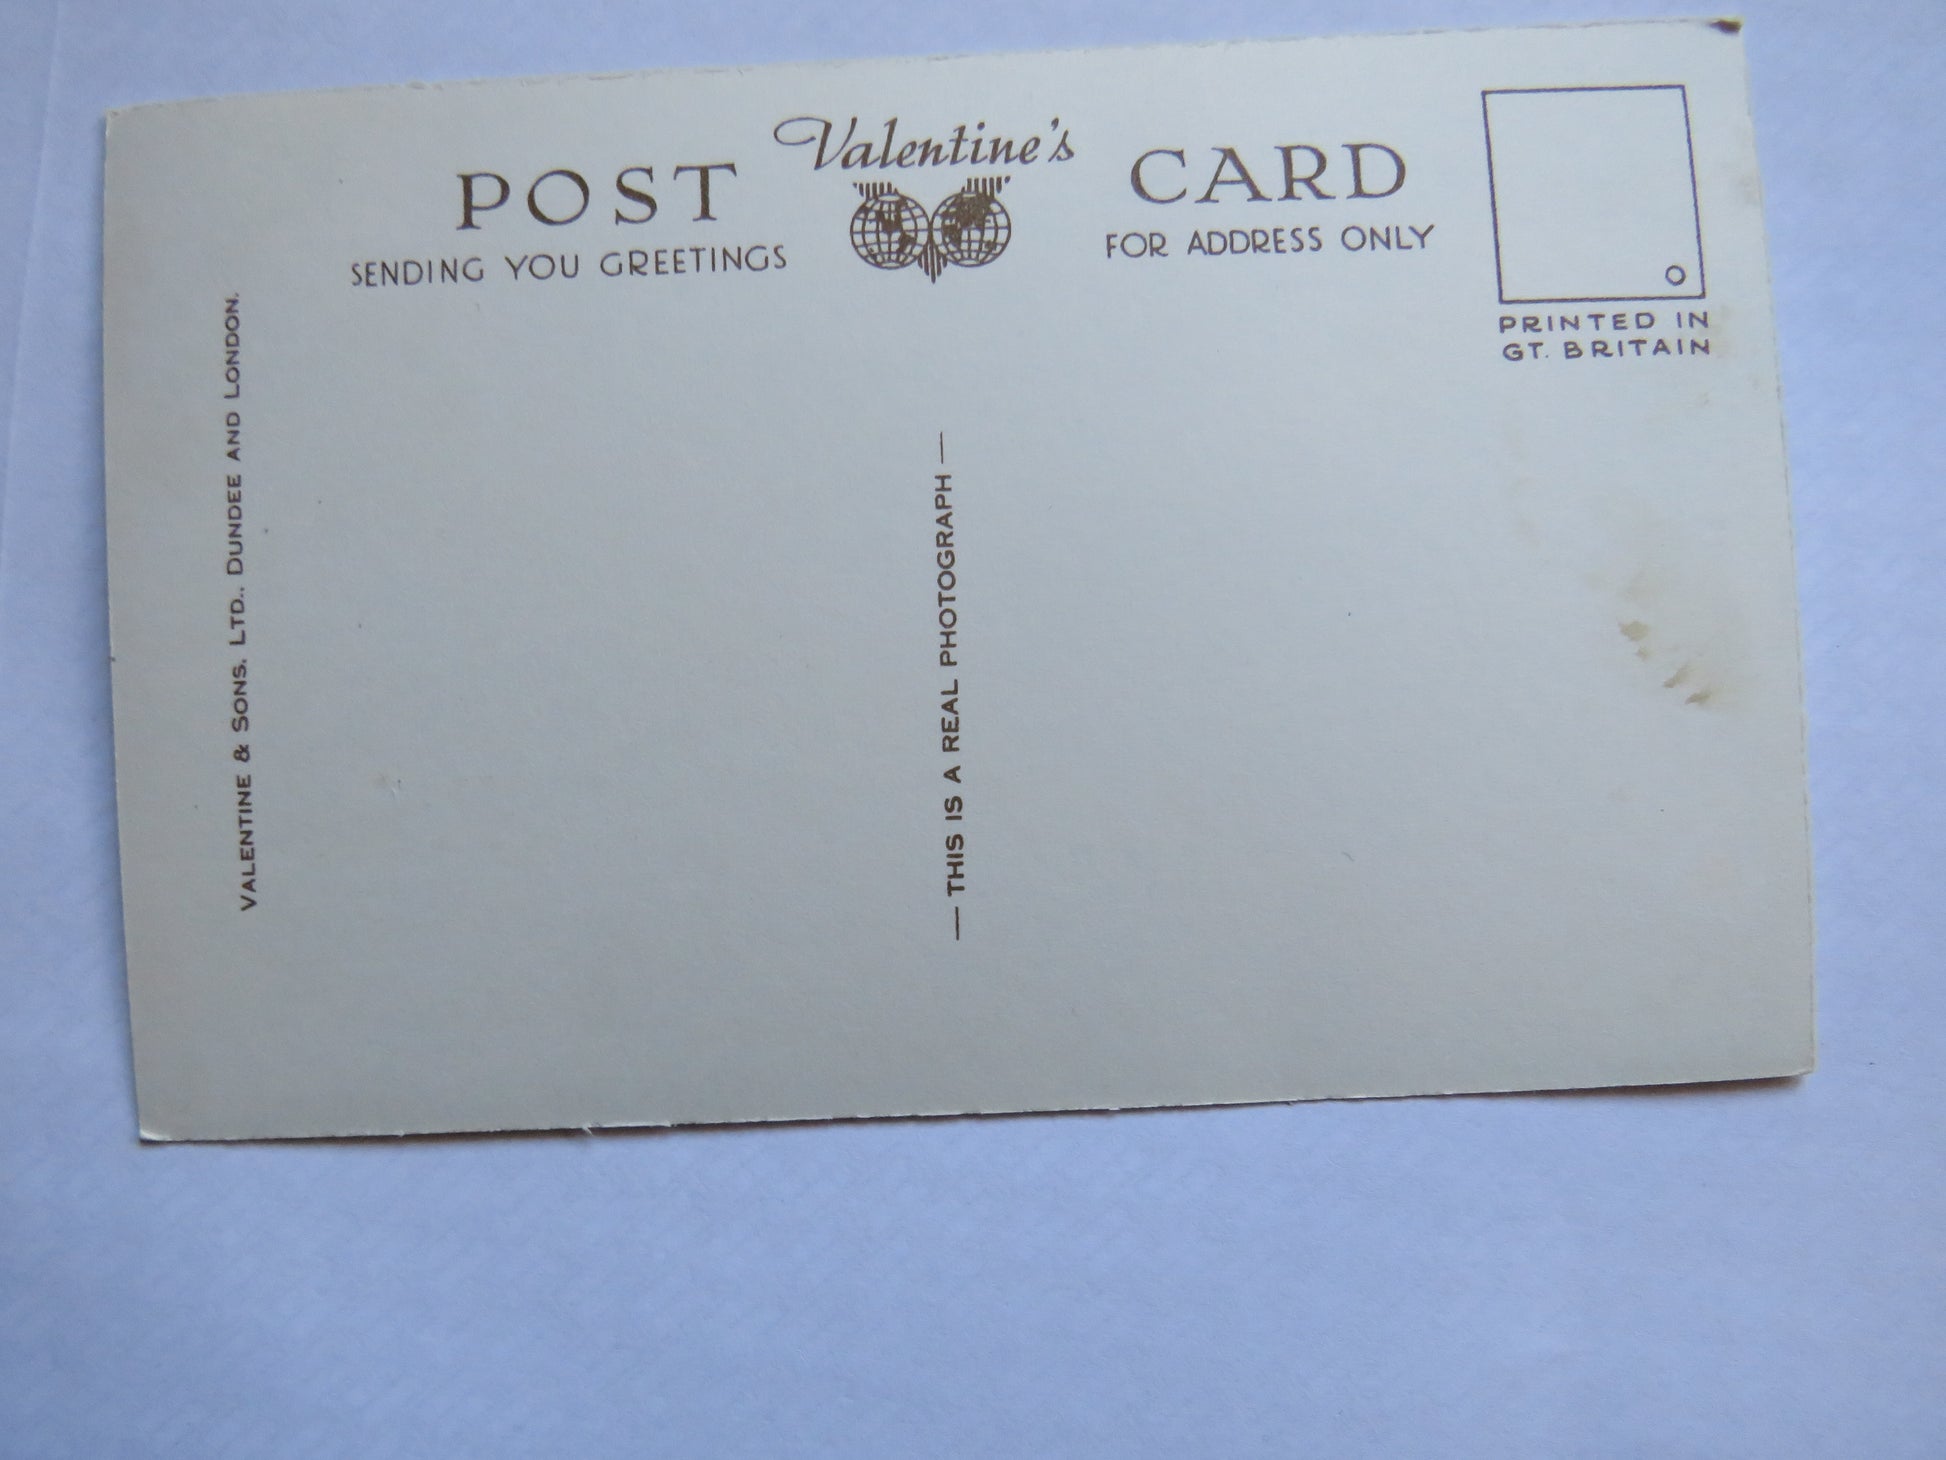 Valentine's
POST CARD
SENDING YOU GREETINGS
FOR ADDRESS ONLY
PRINTED IN
GT. BRITAIN
VALENTINE & SONS, LTD., DUNDEE AND LONDON.
— THIS IS A REAL PHOTOGRAPH —